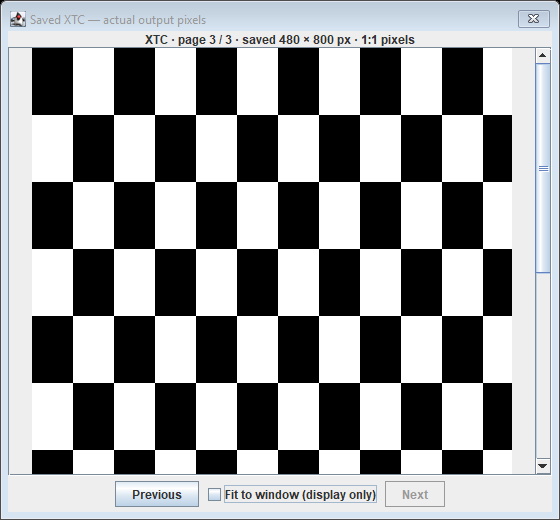 Saved XTC — actual output pixels
XTC · page 3 / 3 · saved 480 × 800 px · 1:1 pixels
Previous
Fit to window (display only)
Next